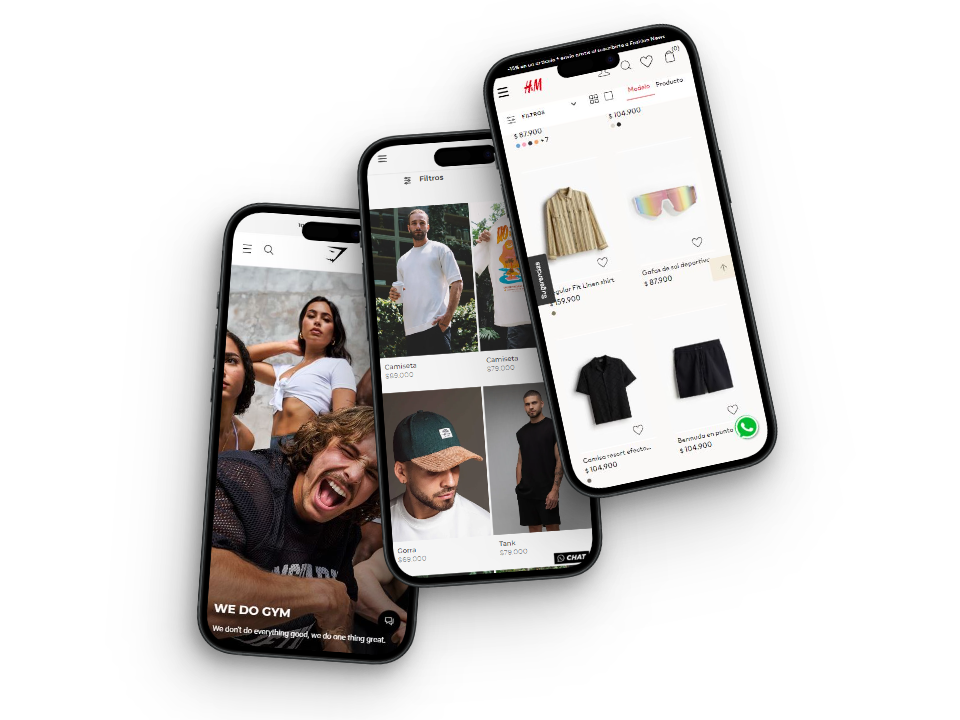 WE DO GYM
We don't do everything good, we do one thing great.
Filtros
Camiseta
$69.000
Camiseta
$79.000
Gorra
$69.000
Tank
$79.000
CHAT
-15% en un artículo * envío gratis al suscribirte a Fashion News
H&M
(0)
FILTROS
Modelo Producto
$ 87.900
+7
$ 104.900
Sugerencias
Regular Fit Linen shirt
$ 159.900
Gafas de sol deportivo
$ 87.900
Camisa resort efecto...
$ 104.900
Bermuda en punto
$ 104.900